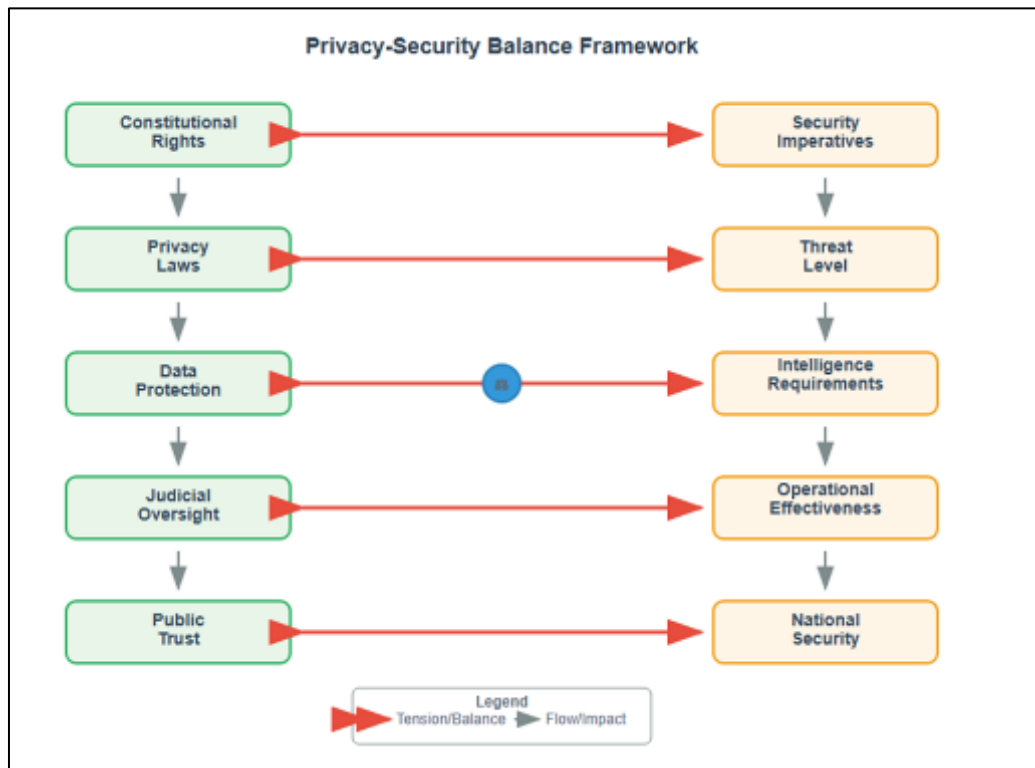 Privacy-Security Balance Framework
Constitutional
Rights
Security
Imperatives
Privacy
Laws
Threat
Level
Data
Protection
Intelligence
Requirements
Judicial
Oversight
Operational
Effectiveness
Public
Trust
National
Security
Legend
Tension/Balance
Flow/Impact